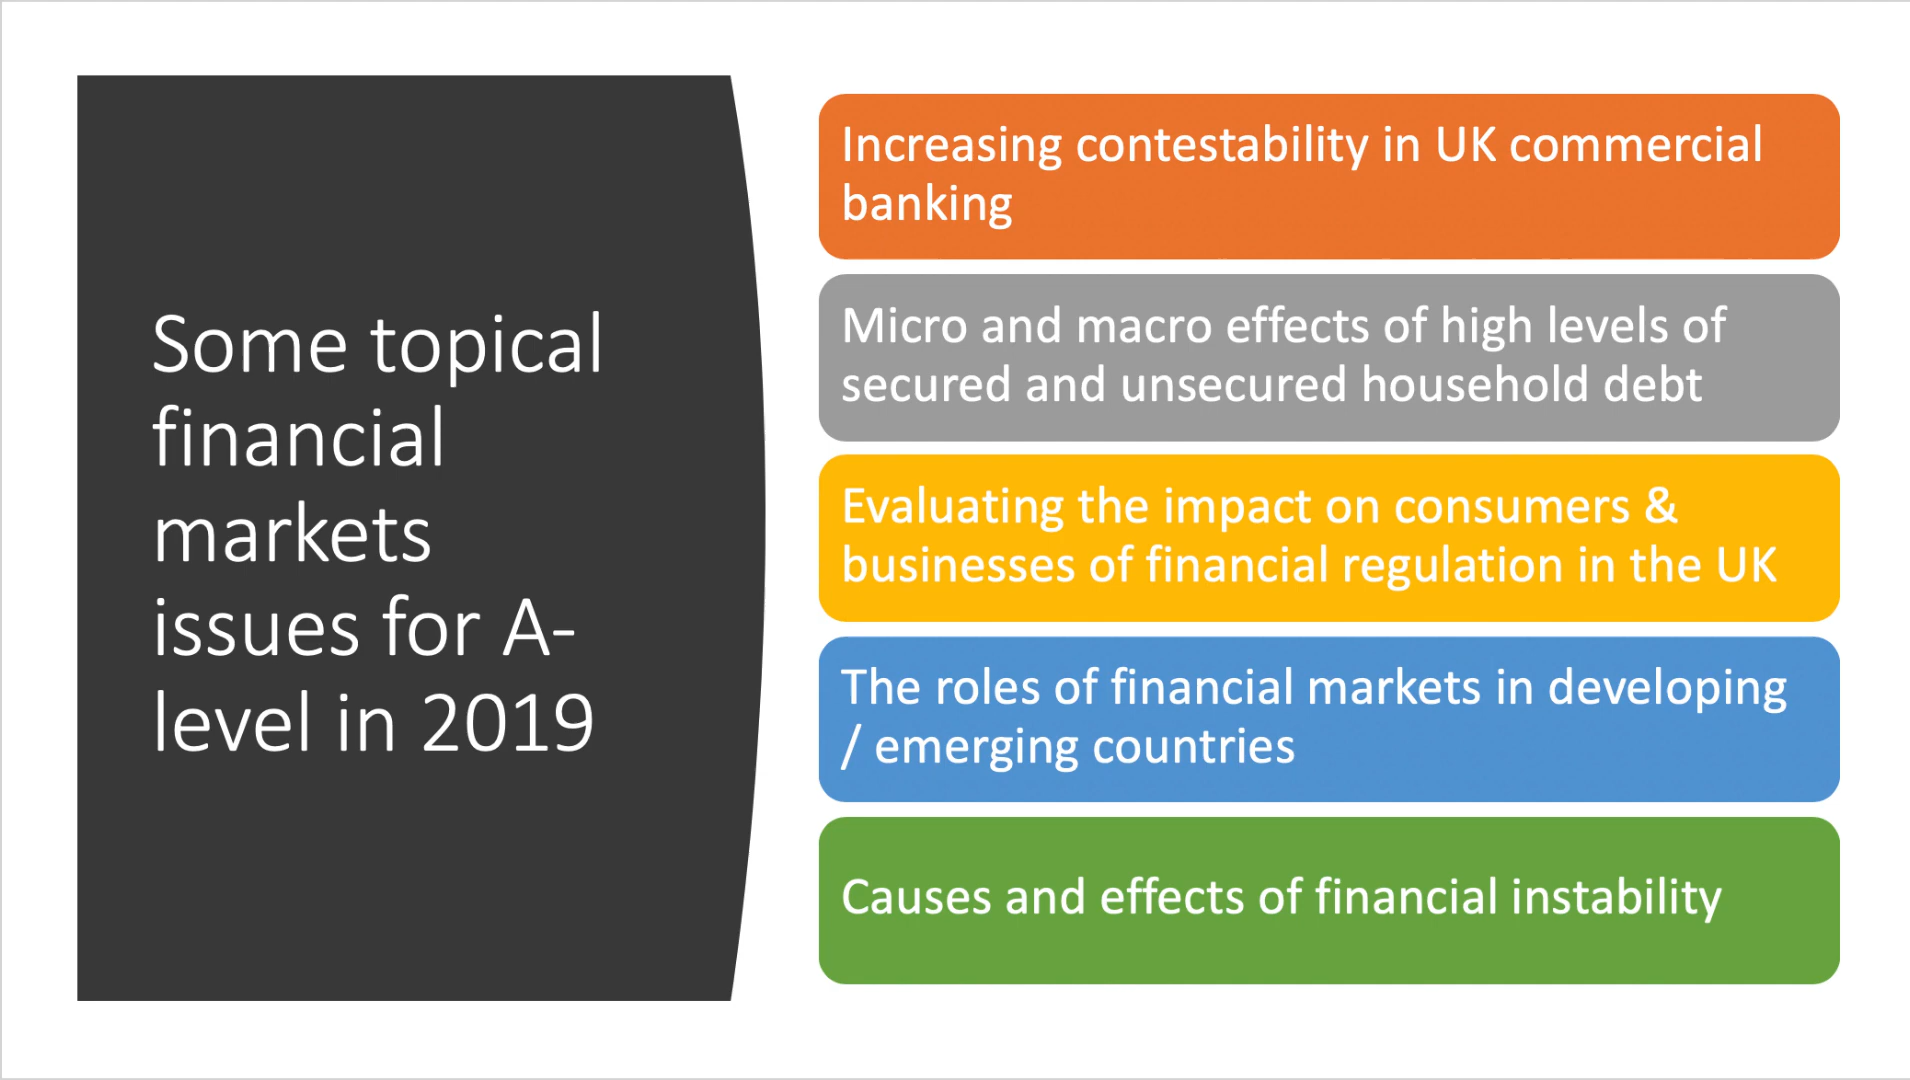 Some topical
financial
markets
issues for A-
level in 2019
Increasing contestability in UK commercial
banking
Micro and macro effects of high levels of
secured and unsecured household debt
Evaluating the impact on consumers &
businesses of financial regulation in the UK
The roles of financial markets in developing
/ emerging countries
Causes and effects of financial instability